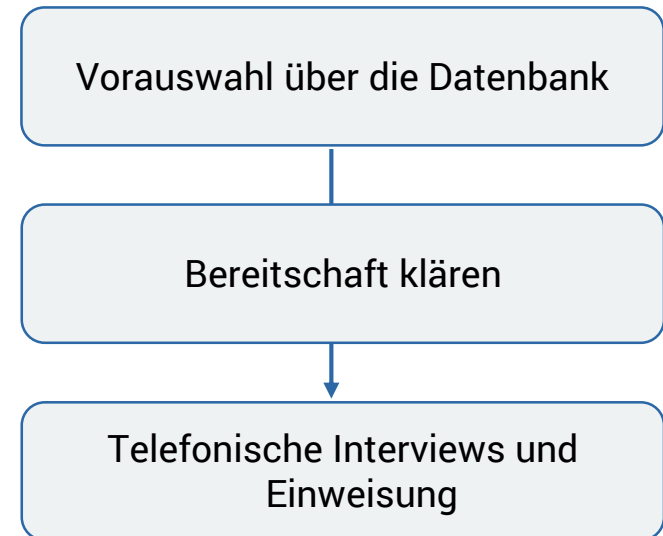 Vorauswahl über die Datenbank
Bereitschaft klären
Telefonische Interviews und
Einweisung